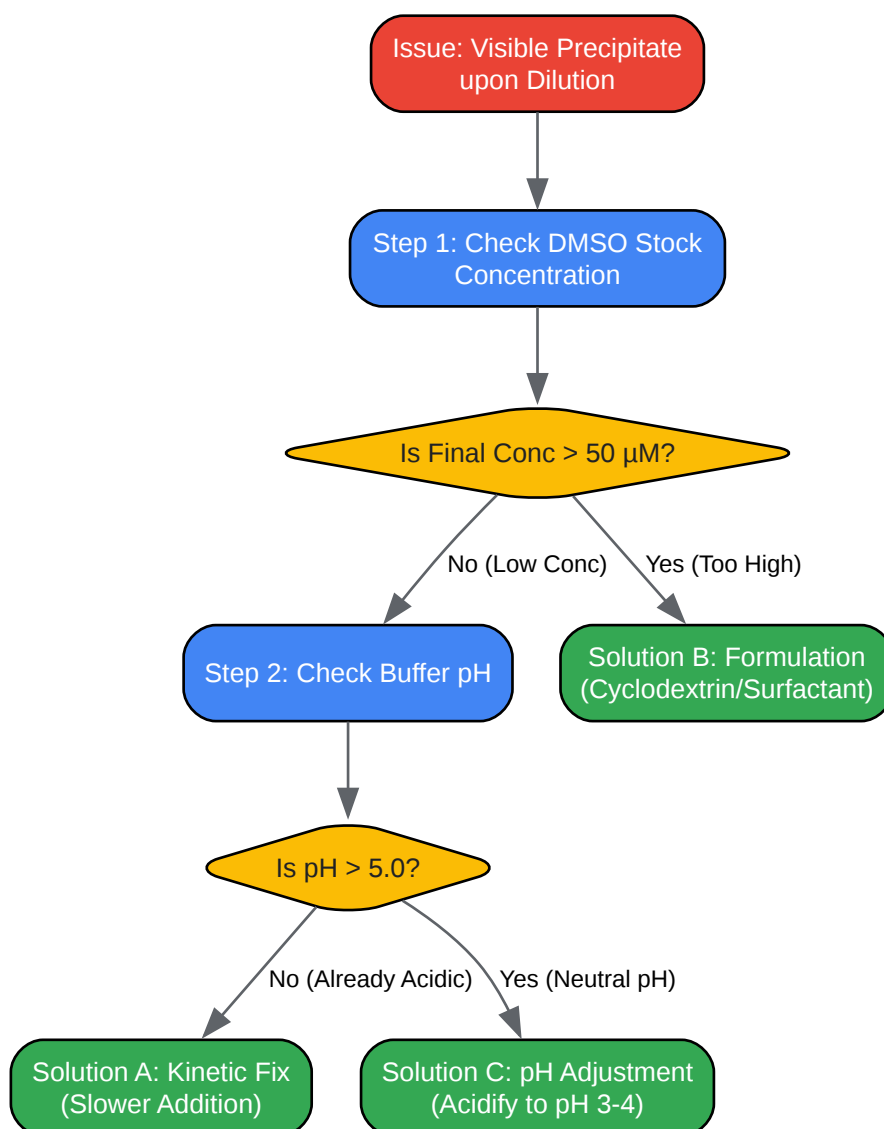 Issue: Visible Precipitate
upon Dilution
Step 1: Check DMSO Stock
Concentration
Is Final Conc > 50 µM?
No (Low Conc)
Yes (Too High)
Step 2: Check Buffer pH
Solution B: Formulation
(Cyclodextrin/Surfactant)
Is pH > 5.0?
No (Already Acidic)
Yes (Neutral pH)
Solution A: Kinetic Fix
(Slower Addition)
Solution C: pH Adjustment
(Acidify to pH 3-4)